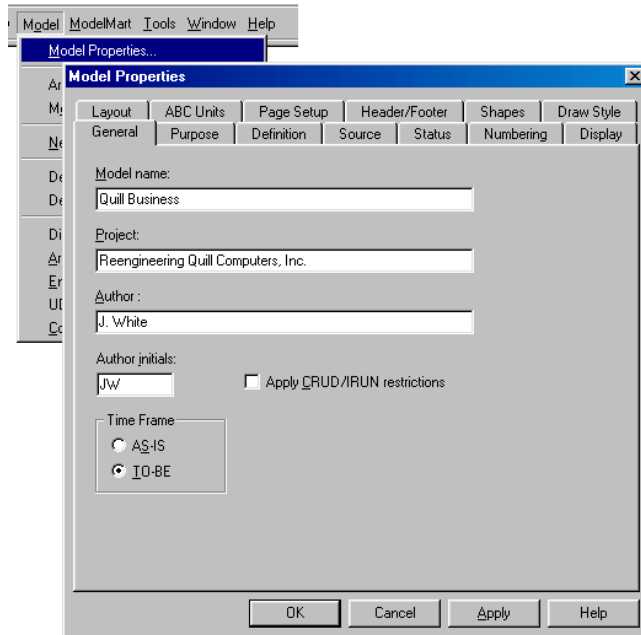 Model ModelMart Tools Window Help
Model Properties...
Model Properties
Layout ABC Units Page Setup Header/Footer Shapes Draw Style
General Purpose Definition Source Status Numbering Display
Model name:
Quill Business
Project:
Reengineering Quill Computers, Inc.
Author :
J. White
Author initials:
JW
Apply CRUD/IRUN restrictions
Time Frame
AS-IS
TO-BE
OK Cancel Apply Help